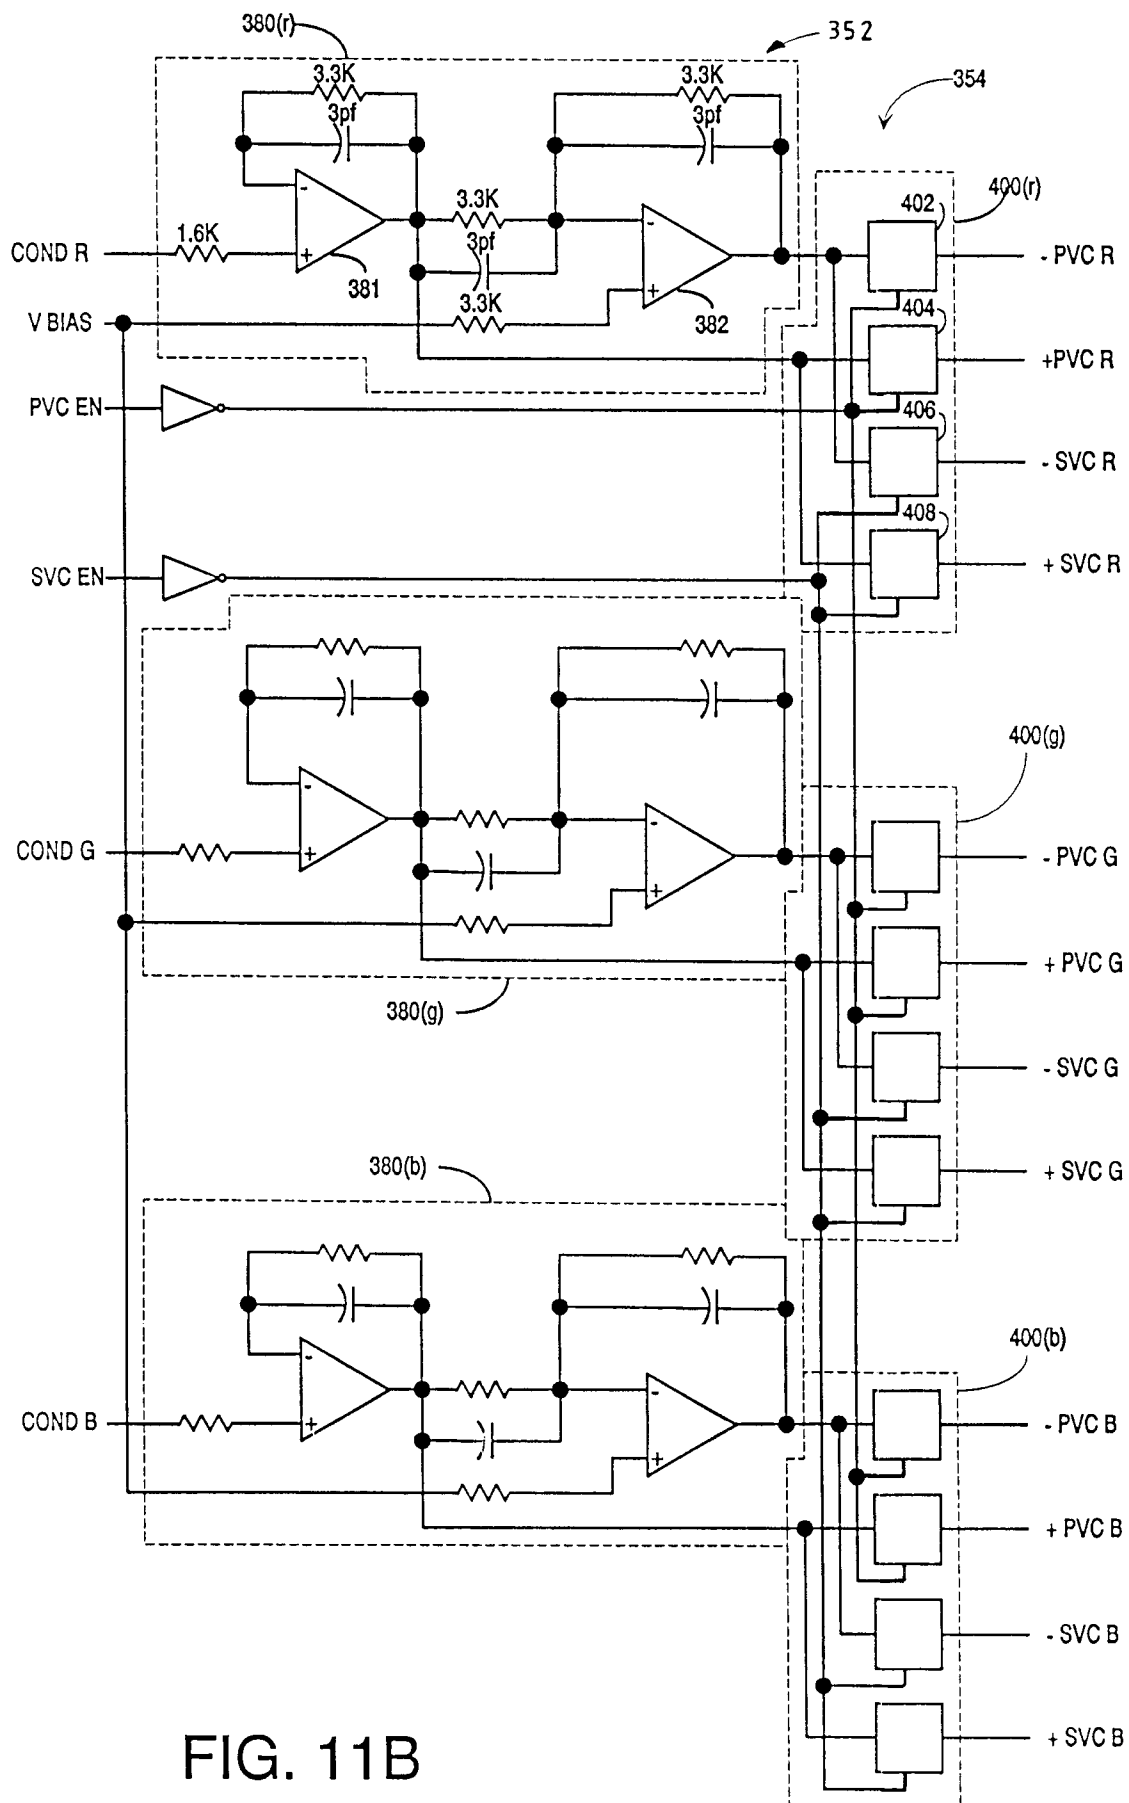 380(r)
352
3.3K
3pf
3.3K
3pf
354
400(r)
402
COND R
1.6K
-
+
381
3.3K
3pf
3.3K
-
+
382
- PVC R
V BIAS
404
+PVC R
PVC EN
406
- SVC R
408
SVC EN
+ SVC R
400(g)
COND G
-
+
-
+
- PVC G
+ PVC G
380(g)
- SVC G
+ SVC G
380(b)
400(b)
COND B
-
+
-
+
- PVC B
+ PVC B
- SVC B
+ SVC B
FIG. 11B